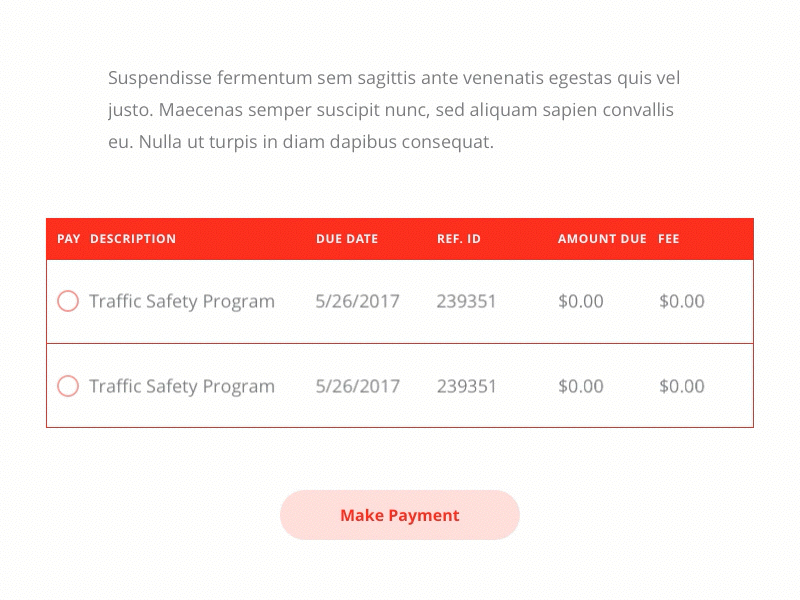 Suspendisse fermentum sem sagittis ante venenatis egestas quis vel
justo. Maecenas semper suscipit nunc, sed aliquam sapien convallis
eu. Nulla ut turpis in diam dapibus consequat.
PAY DESCRIPTION DUE DATE REF. ID AMOUNT DUE FEE
Traffic Safety Program 5/26/2017 239351 $0.00 $0.00
Traffic Safety Program 5/26/2017 239351 $0.00 $0.00
Make Payment